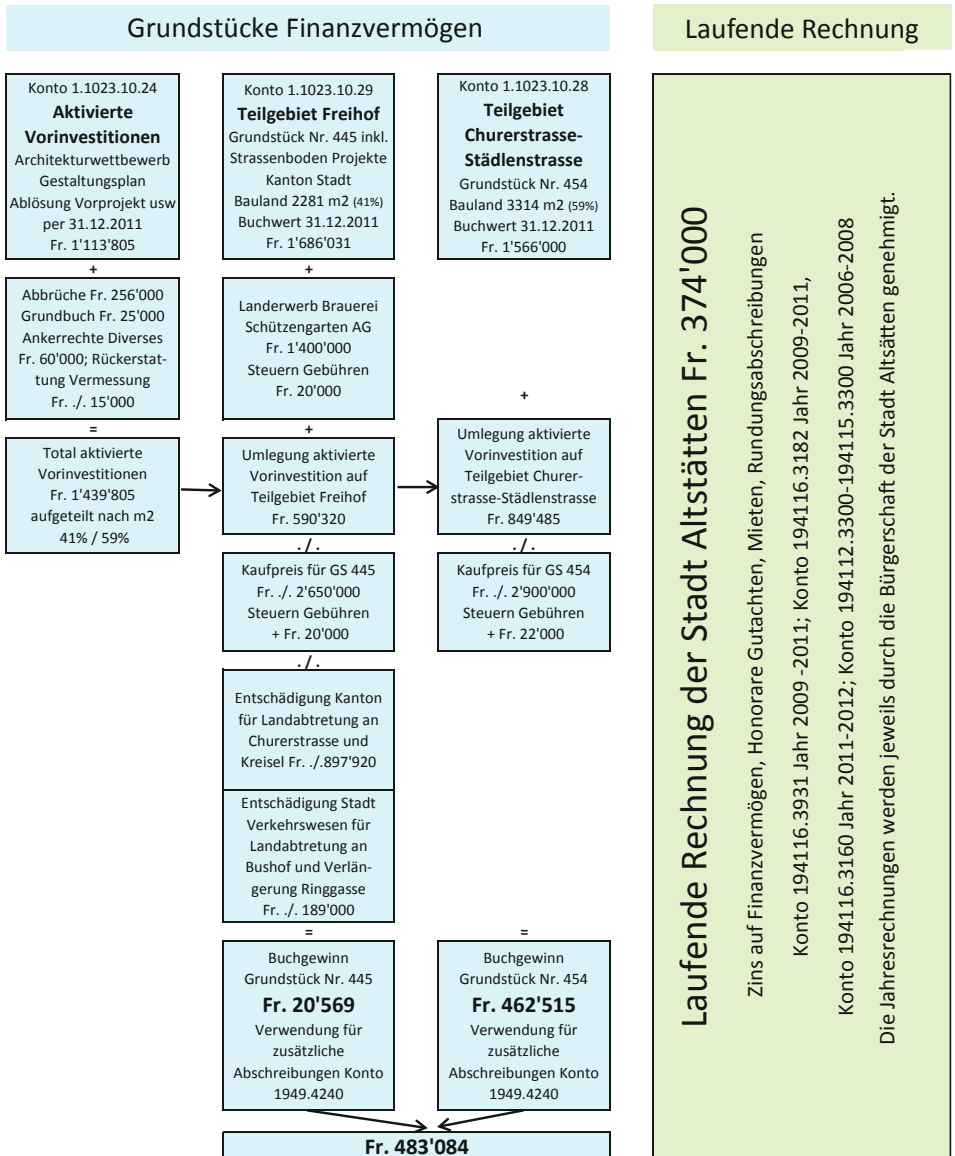 Grundstücke Finanzvermögen
Laufende Rechnung
Konto 1.1023.10.24
Aktivierte
Vorinvestitionen
Architekturwettbewerb
Gestaltungsplan
Ablösung Vorprojekt usw
per 31.12.2011
Fr. 1'113'805
+
Abbrüche Fr. 256'000
Grundbuch Fr. 25'000
Ankerrechte Diverses
Fr. 60'000; Rückerstat-
tung Vermessung
Fr. ./. 15'000
=
Total aktivierte
Vorinvestitionen
Fr. 1'439'805
aufgeteilt nach m2
41% / 59%
Konto 1.1023.10.29
Teilgebiet Freihof
Grundstück Nr. 445 inkl.
Strassenboden Projekte
Kanton Stadt
Bauland 2281 m2 (41%)
Buchwert 31.12.2011
Fr. 1'686'031
+
Landerwerb Brauerei
Schützengarten AG
Fr. 1'400'000
Steuern Gebühren
Fr. 20'000
+
Umlegung aktivierte
Vorinvestition auf
Teilgebiet Freihof
Fr. 590'320
./.
Kaufpreis für GS 445
Fr. ./. 2'650'000
Steuern Gebühren
+ Fr. 20'000
./.
Entschädigung Kanton
für Landabtretung an
Churerstrasse und
Kreisel Fr. ./.897'920
Entschädigung Stadt
Verkehrswesen für
Landabtretung an
Bushof und Verlän-
gerung Ringgasse
Fr. ./. 189'000
=
Buchgewinn
Grundstück Nr. 445
Fr. 20'569
Verwendung für
zusätzliche
Abschreibungen Konto
1949.4240
Konto 1.1023.10.28
Teilgebiet
Churerstrasse-
Städlenstrasse
Grundstück Nr. 454
Bauland 3314 m2 (59%)
Buchwert 31.12.2011
Fr. 1'566'000
+
Umlegung aktivierte
Vorinvestition auf
Teilgebiet Churer-
strasse-Städlenstrasse
Fr. 849'485
./.
Kaufpreis für GS 454
Fr. ./. 2'900'000
Steuern Gebühren
+ Fr. 22'000
=
Buchgewinn
Grundstück Nr. 454
Fr. 462'515
Verwendung für
zusätzliche
Abschreibungen Konto
1949.4240
Fr. 483'084
Laufende Rechnung der Stadt Altstätten Fr. 374'000
Zins auf Finanzvermögen, Honorare Gutachten, Mieten, Rundungsabschreibungen
Konto 194116.3931 Jahr 2009 -2011; Konto 194116.3182 Jahr 2009-2011,
Konto 194116.3160 Jahr 2011-2012; Konto 194112.3300-194115.3300 Jahr 2006-2008
Die Jahresrechnungen werden jeweils durch die Bürgerschaft der Stadt Altsätten genehmigt.